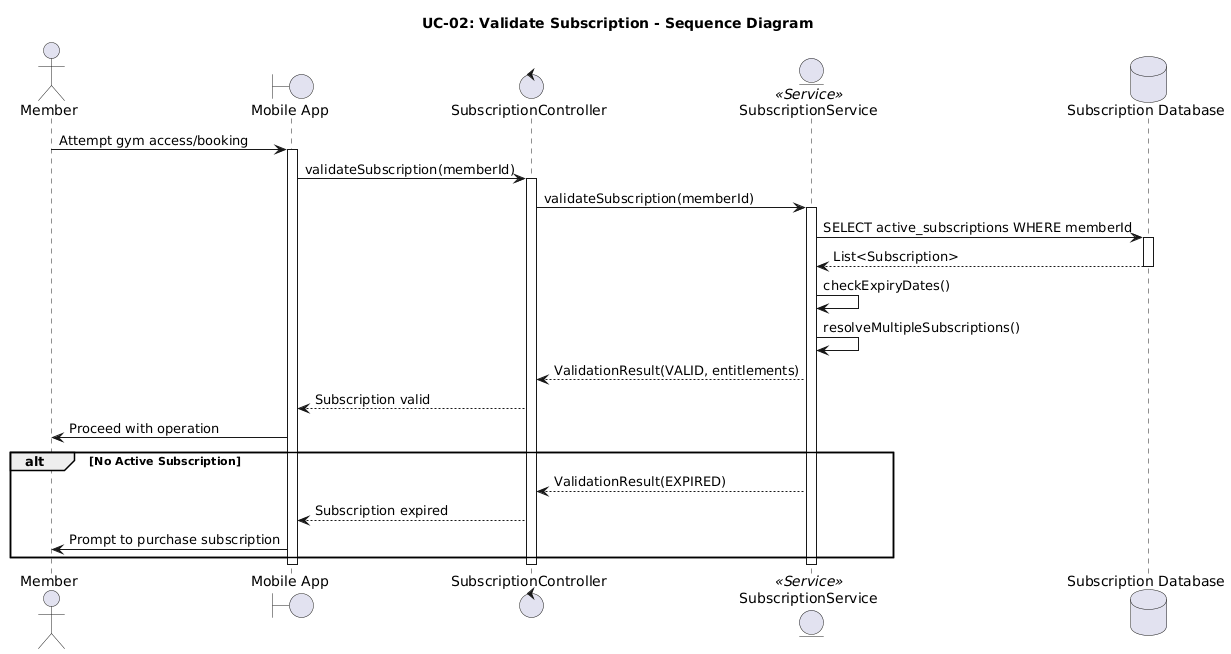 UC-02: Validate Subscription - Sequence Diagram
Member
Mobile App
SubscriptionController
«Service»
SubscriptionService
Subscription Database
Attempt gym access/booking
validateSubscription(memberId)
validateSubscription(memberId)
SELECT active_subscriptions WHERE memberId
List<Subscription>
checkExpiryDates()
resolveMultipleSubscriptions()
ValidationResult(VALID, entitlements)
Subscription valid
Proceed with operation
alt [No Active Subscription]
ValidationResult(EXPIRED)
Subscription expired
Prompt to purchase subscription
Member
Mobile App
SubscriptionController
«Service»
SubscriptionService
Subscription Database